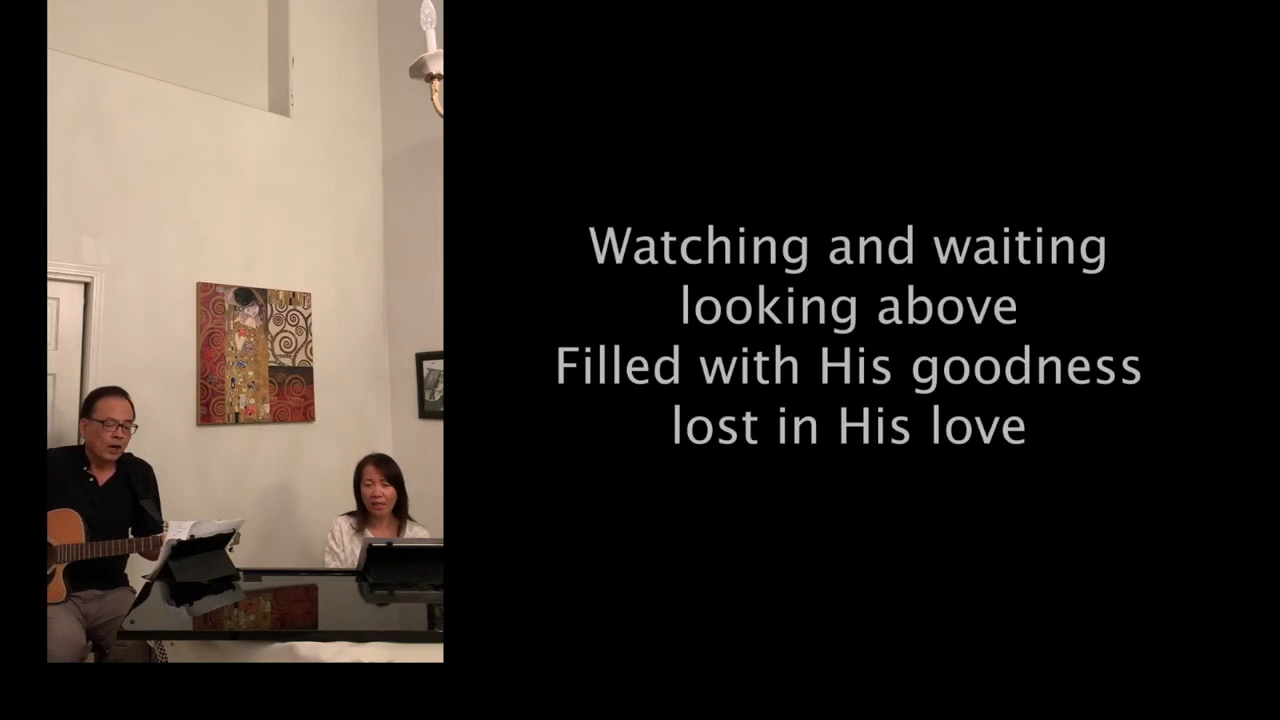 Watching and waiting
looking above
Filled with His goodness
lost in His love